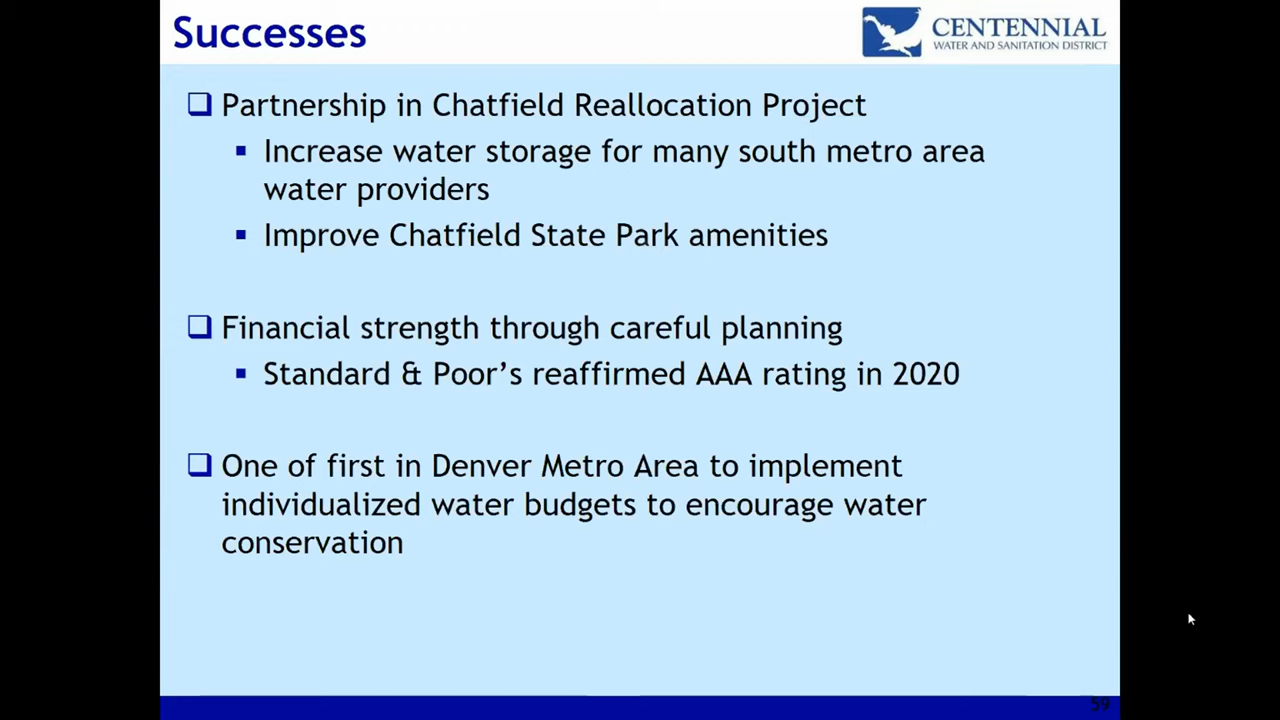 Successes
CENTENNIAL
WATER AND SANITATION DISTRICT
Partnership in Chatfield Reallocation Project
Increase water storage for many south metro area
water providers
Improve Chatfield State Park amenities
Financial strength through careful planning
Standard & Poor’s reaffirmed AAA rating in 2020
One of first in Denver Metro Area to implement
individualized water budgets to encourage water
conservation
59